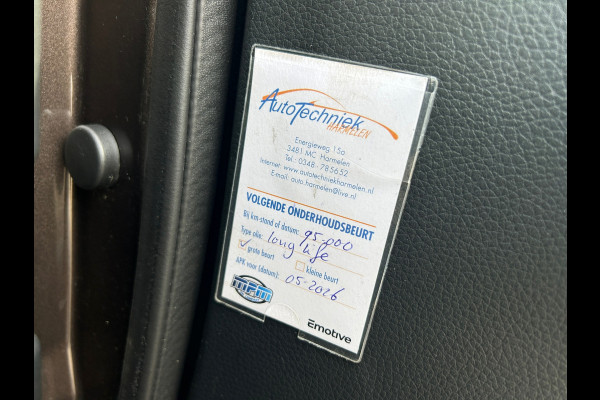 AutoTechniek
HARMELEN
Energieweg 15a
3481 MC Harmelen
Tel.: 0348 - 785652
Internet: www.autotechniekharmelen.nl
E-mail: auto.harmelen@live.nl
VOLGENDE ONDERHOUDSBEURT
Bij km-stand of datum: 95.000
Type olie: long life
grote beurt kleine beurt
APK voor (datum): 05-2026
Emotive